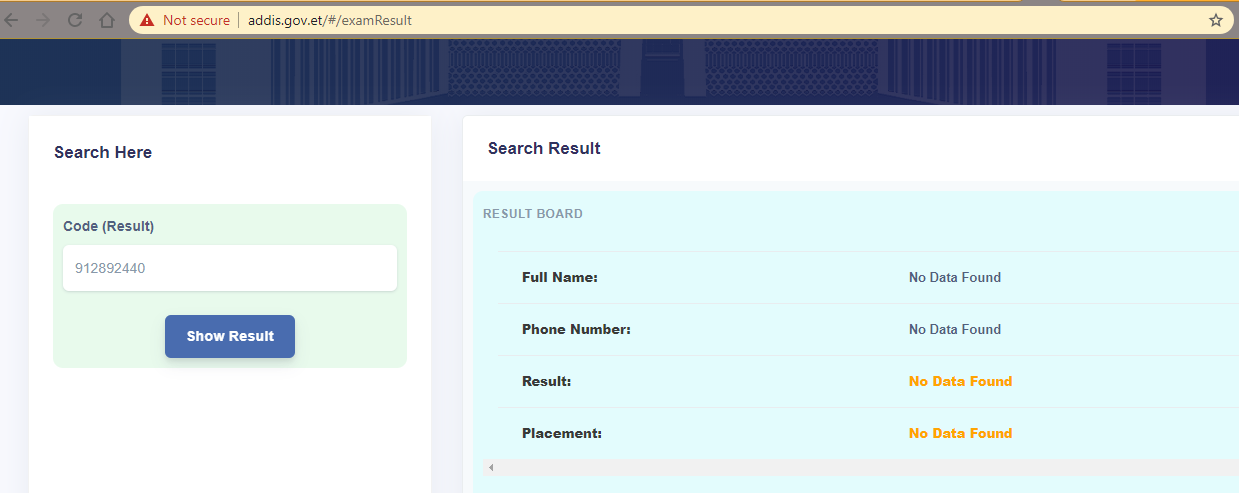 Not secure addis.gov.et/#/examResult
Search Here
Code (Result)
912892440
Show Result
Search Result
RESULT BOARD
Full Name: No Data Found
Phone Number: No Data Found
Result: No Data Found
Placement: No Data Found